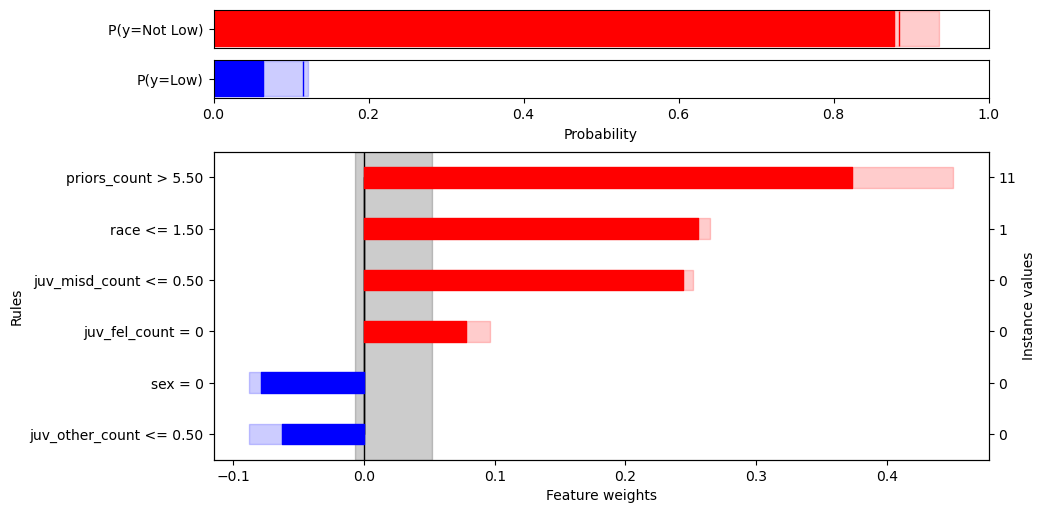 P(y=Not Low)
P(y=Low)
0.0 0.2 0.4 0.6 0.8 1.0
Probability
priors_count > 5.50 11
race <= 1.50 1
juv_misd_count <= 0.50 0
juv_fel_count = 0 0
sex = 0 0
juv_other_count <= 0.50 0
Rules
Instance values
−0.1 0.0 0.1 0.2 0.3 0.4
Feature weights